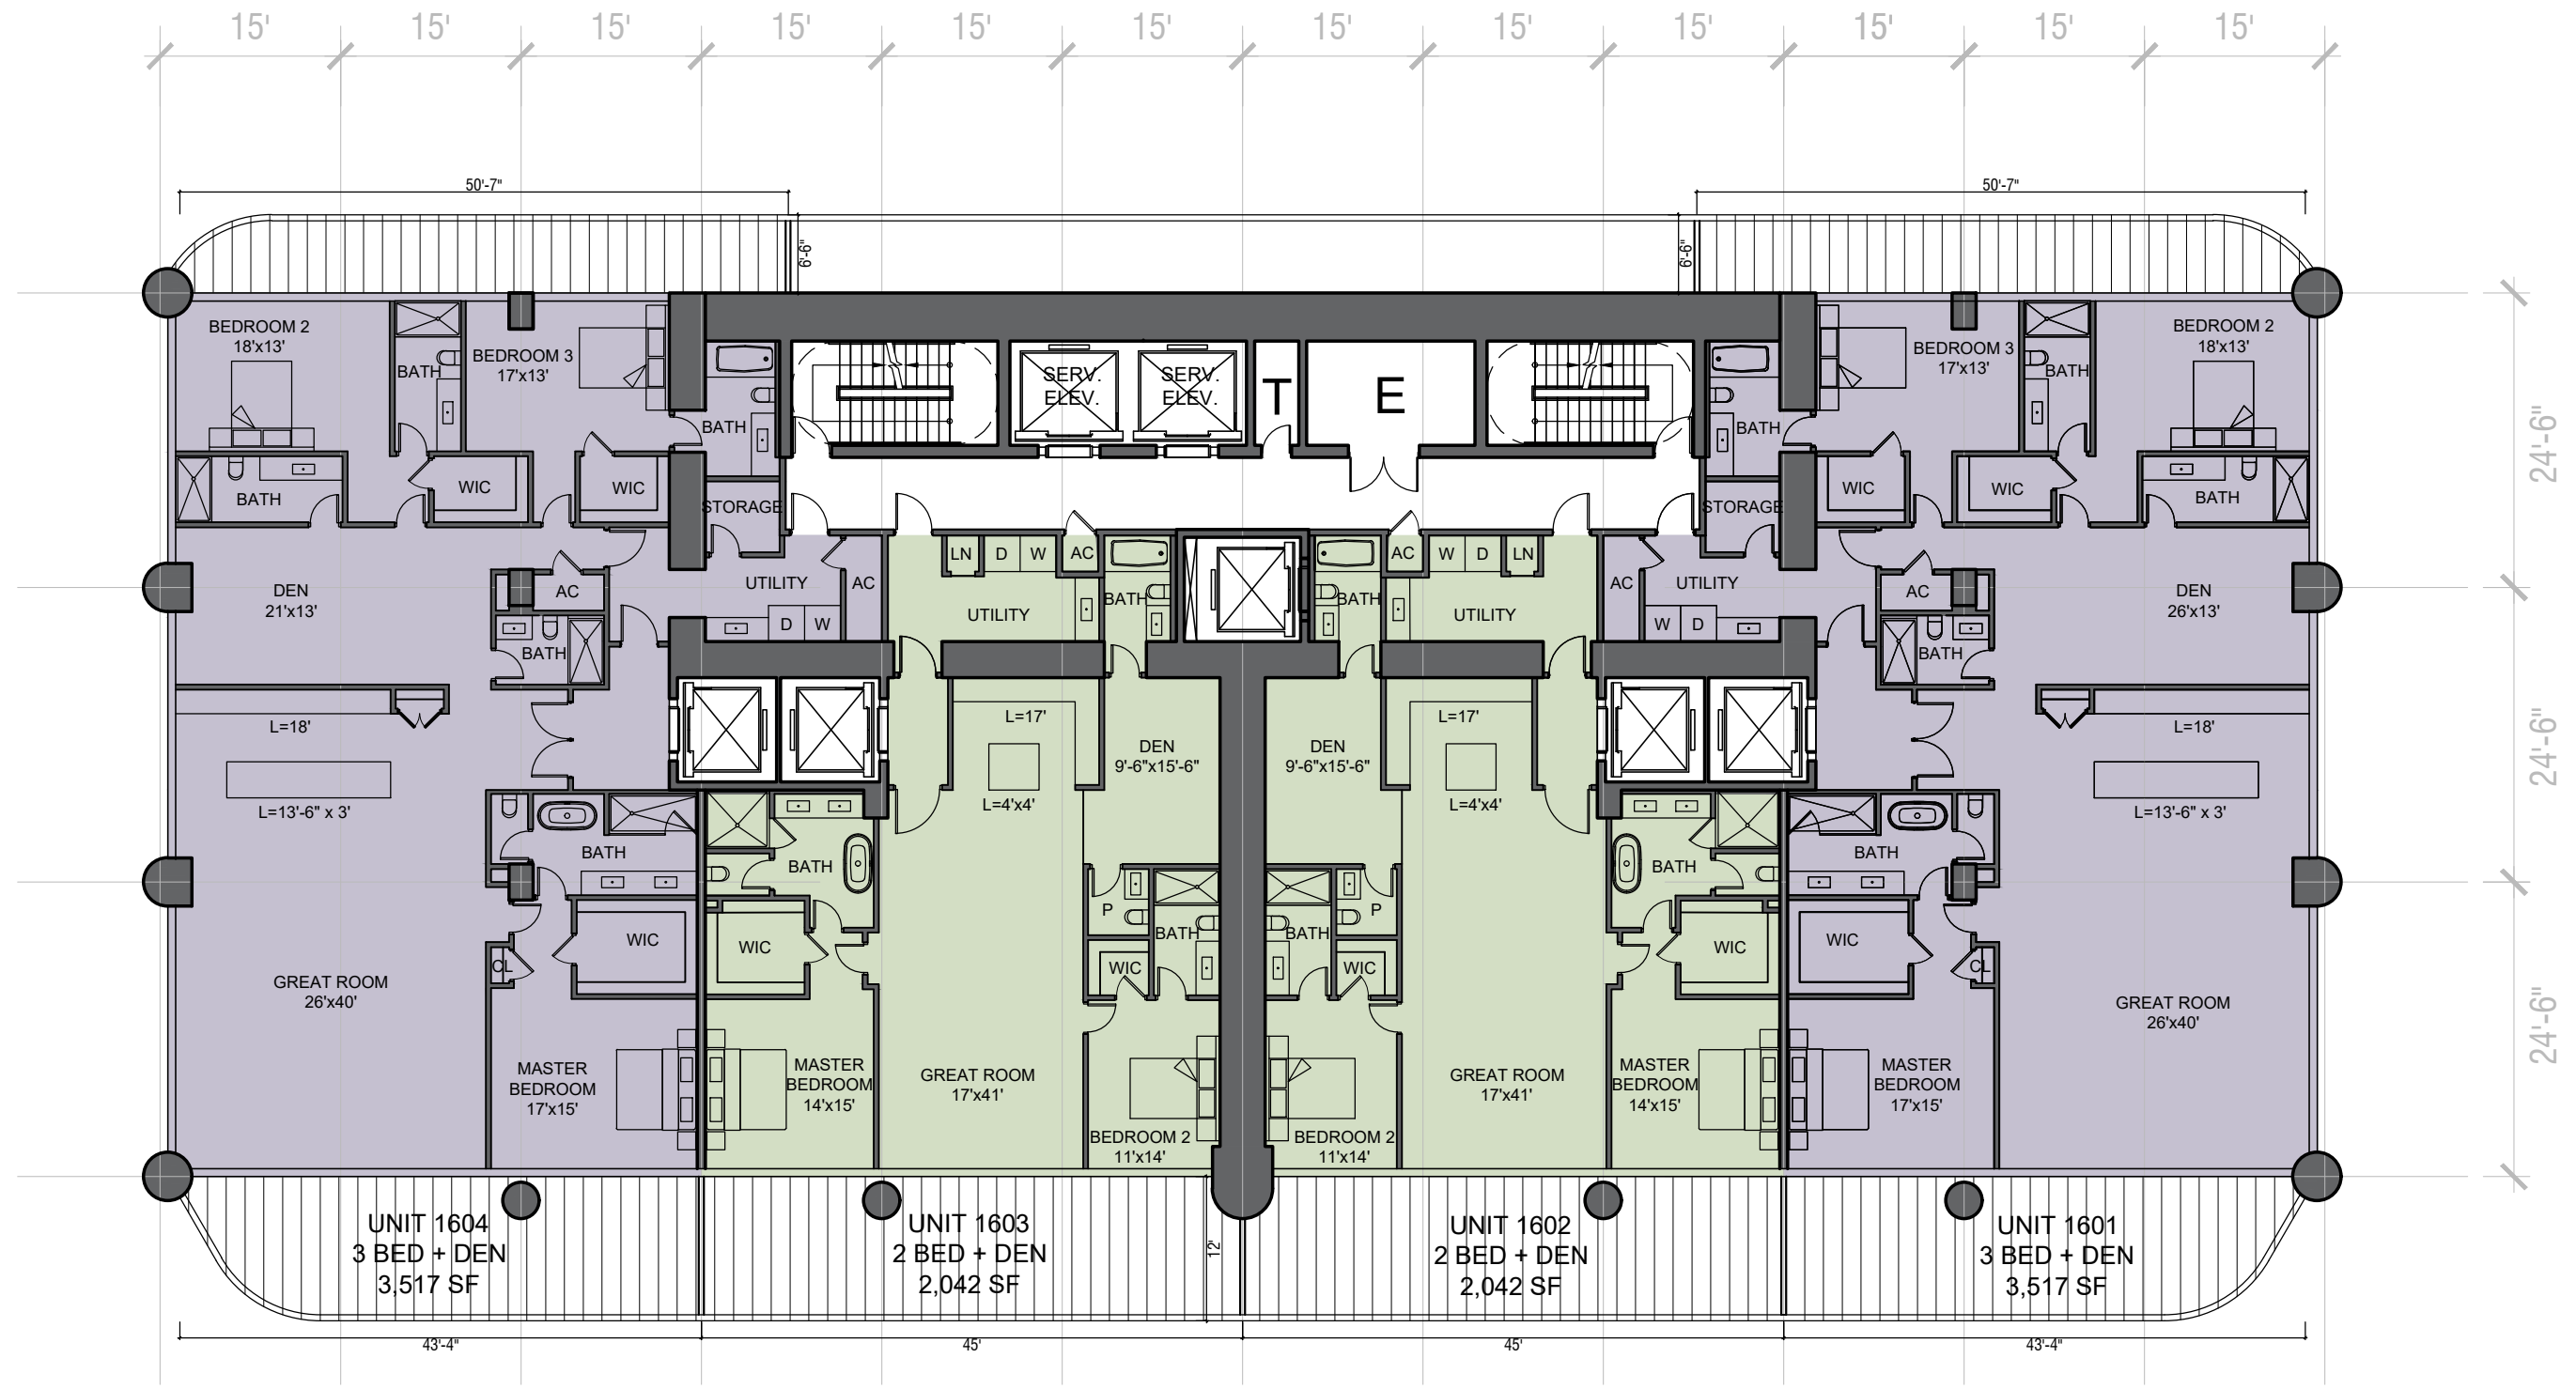 15' 15' 15' 15' 15' 15' 15' 15' 15' 15' 15' 15'
50'-7" 50'-7"
6'-6" 6'-6"
24'-6"
24'-6"
24'-6"
BEDROOM 2
18'x13'
BATH
BEDROOM 3
17'x13'
BATH
SERV.
ELEV.
SERV.
ELEV.
T
E
BATH
BEDROOM 3
17'x13'
BATH
BEDROOM 2
18'x13'
BATH
WIC
WIC
STORAGE
STORAGE
WIC
WIC
BATH
DEN
21'x13'
AC
BATH
UTILITY
AC
D W
LN D W AC
UTILITY
BATH
BATH
AC W D LN
UTILITY
AC
UTILITY
W D
AC
BATH
DEN
26'x13'
L=18'
L=13'-6" x 3'
L=17'
L=4'x4'
DEN
9'-6"x15'-6"
DEN
9'-6"x15'-6"
L=17'
L=4'x4'
L=18'
L=13'-6" x 3'
BATH
BATH
P
BATH
BATH
P
BATH
BATH
WIC
CL
WIC
WIC
WIC
WIC
WIC
CL
GREAT ROOM
26'x40'
MASTER
BEDROOM
17'x15'
MASTER
BEDROOM
14'x15'
GREAT ROOM
17'x41'
BEDROOM 2
11'x14'
BEDROOM 2
11'x14'
GREAT ROOM
17'x41'
MASTER
BEDROOM
14'x15'
MASTER
BEDROOM
17'x15'
GREAT ROOM
26'x40'
UNIT 1604
3 BED + DEN
3,517 SF
UNIT 1603
2 BED + DEN
2,042 SF
12'
UNIT 1602
2 BED + DEN
2,042 SF
UNIT 1601
3 BED + DEN
3,517 SF
43'-4" 45' 45' 43'-4"